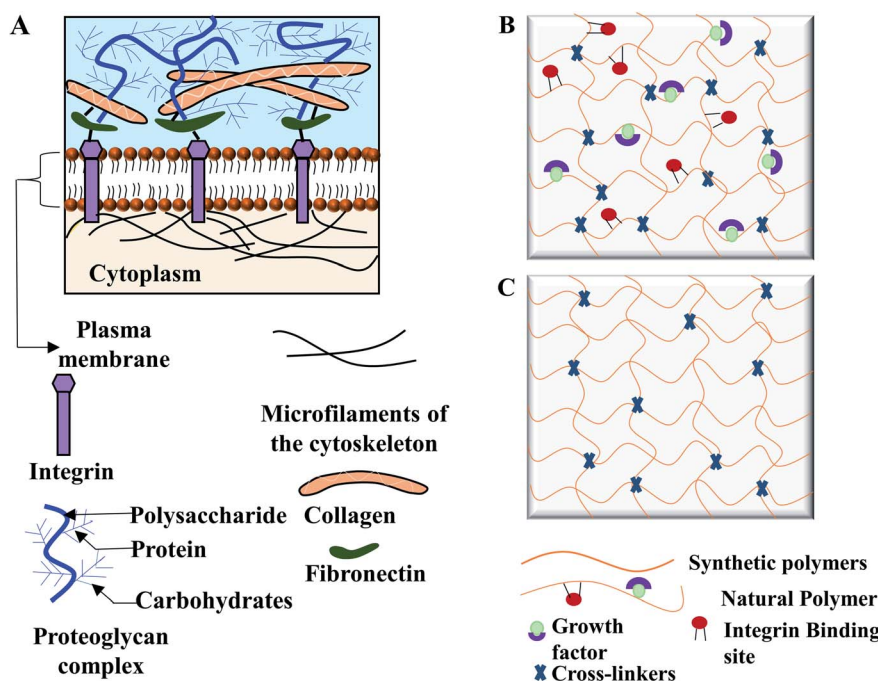 A
Cytoplasm
Plasma
membrane
Integrin
Polysaccharide
Protein
Carbohydrates
Proteoglycan
complex
Microfilaments of
the cytoskeleton
Collagen
Fibronectin
B
C
Synthetic polymers
Natural Polymer
Growth
factor
Integrin Binding
site
Cross-linkers